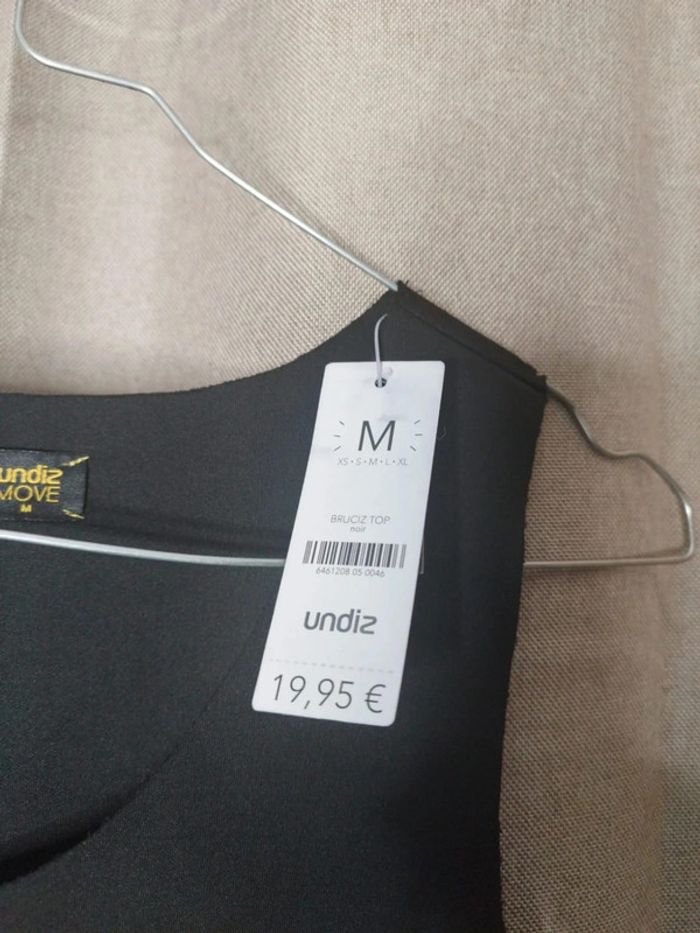 undiz
MOVE
M
M
XS • S • M • L • XL
BRUCIZ TOP
noir
6461208 05 0046
undiz
19,95 €